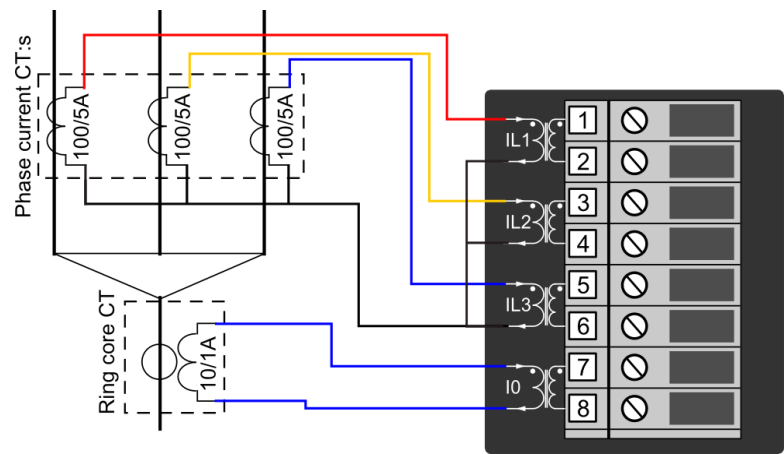 Phase current CT:s
100/5A
100/5A
100/5A
IL1
1
2
IL2
3
4
IL3
5
6
Ring core CT
10/1A
I0
7
8